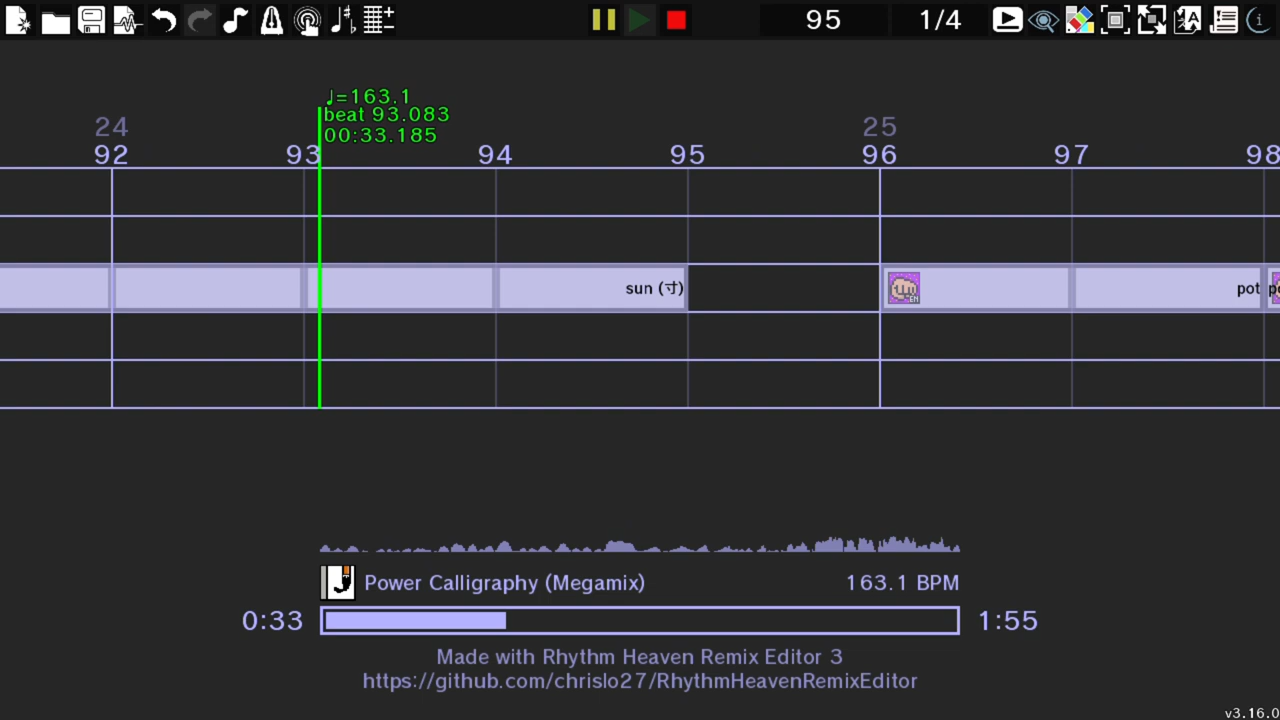 95
1/4
♩=163.1
beat 93.083
00:33.185
24
25
92
93
94
95
96
97
98
sun (寸)
pot
Power Calligraphy (Megamix)
163.1 BPM
0:33
1:55
Made with Rhythm Heaven Remix Editor 3
https://github.com/chrislo27/RhythmHeavenRemixEditor
v3.16.0